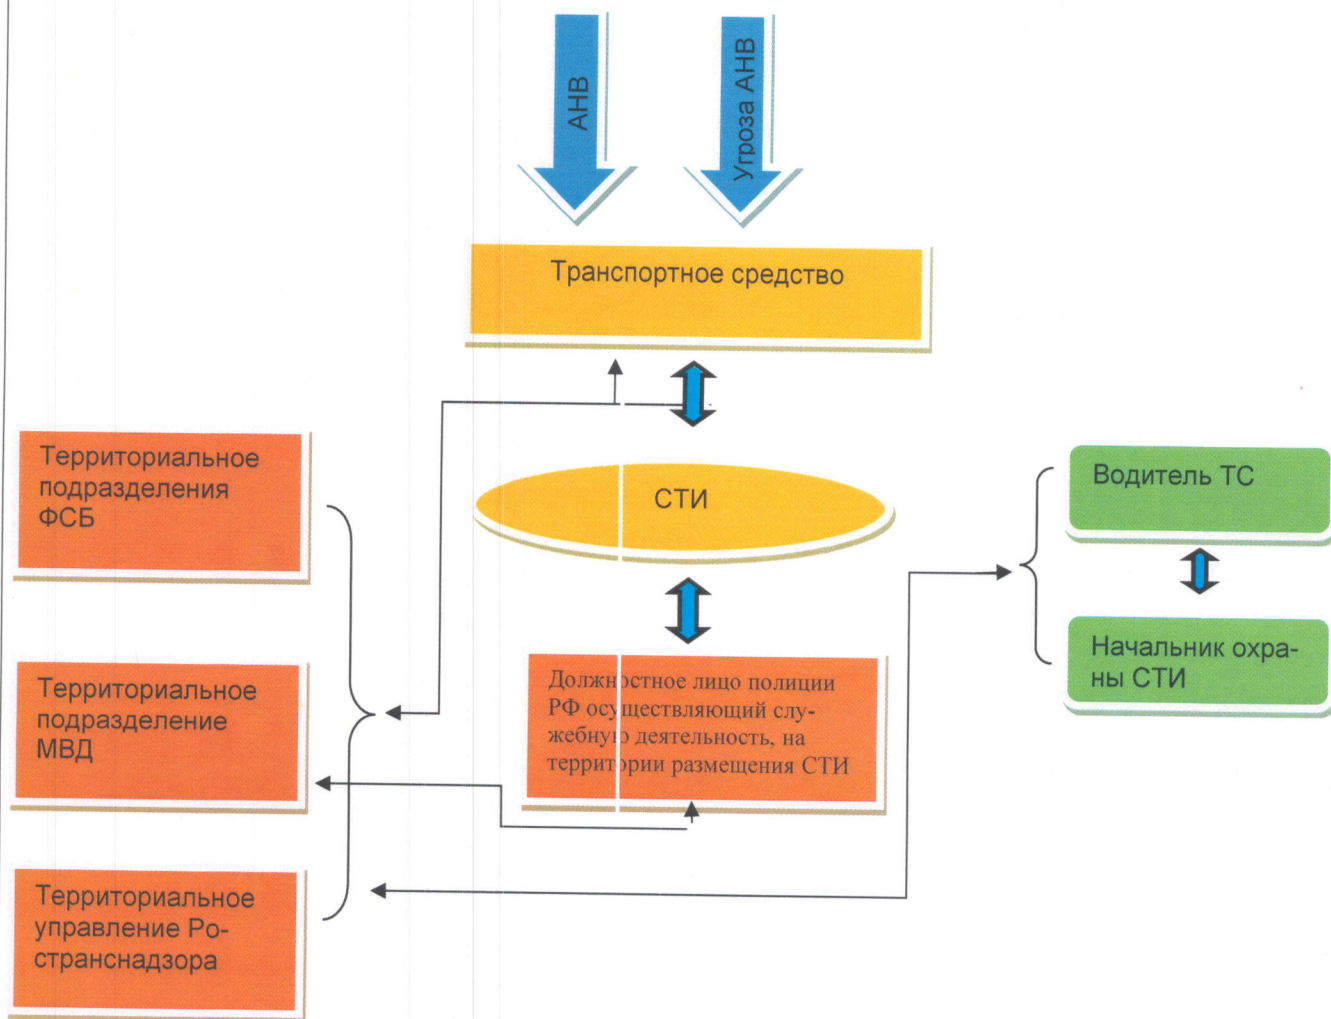 АНВ
Угроза АНВ
Транспортное средство
Территориальное
подразделения
ФСБ
СТИ
Водитель ТС
Территориальное
подразделение
МВД
Должностное лицо полиции
РФ осуществляющий слу-
жебную деятельность, на
территории размещения СТИ
Начальник охра-
ны СТИ
Территориальное
управление Ро-
странснадзора